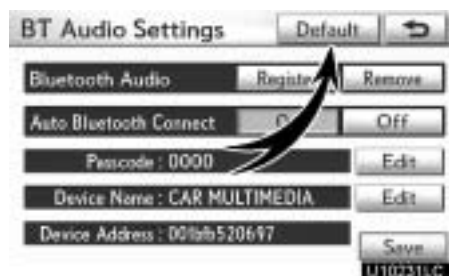 BT Audio Settings Default
Bluetooth Audio Register Remove
Auto Bluetooth Connect Off
Passcode : 0000 Edit
Device Name : CAR MULTIMEDIA Edit
Device Address : 001bfb520697
Save